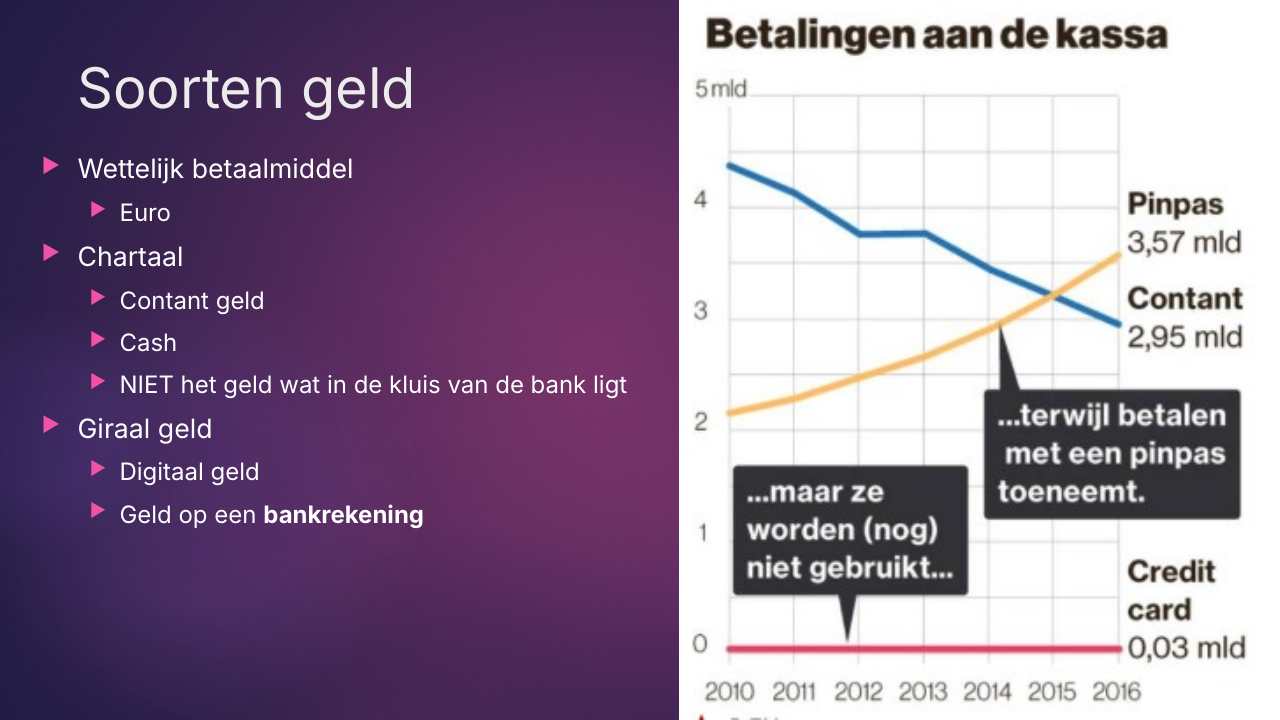 Soorten geld
Wettelijk betaalmiddel
Euro
Chartaal
Contant geld
Cash
NIET het geld wat in de kluis van de bank ligt
Giraal geld
Digitaal geld
Geld op een bankrekening
Betalingen aan de kassa
5 mld
4
3
2
1
0
Pinpas
3,57 mld
Contant
2,95 mld
...terwijl betalen
met een pinpas
toeneemt.
...maar ze
worden (nog)
niet gebruikt...
Credit
card
0,03 mld
2010 2011 2012 2013 2014 2015 2016